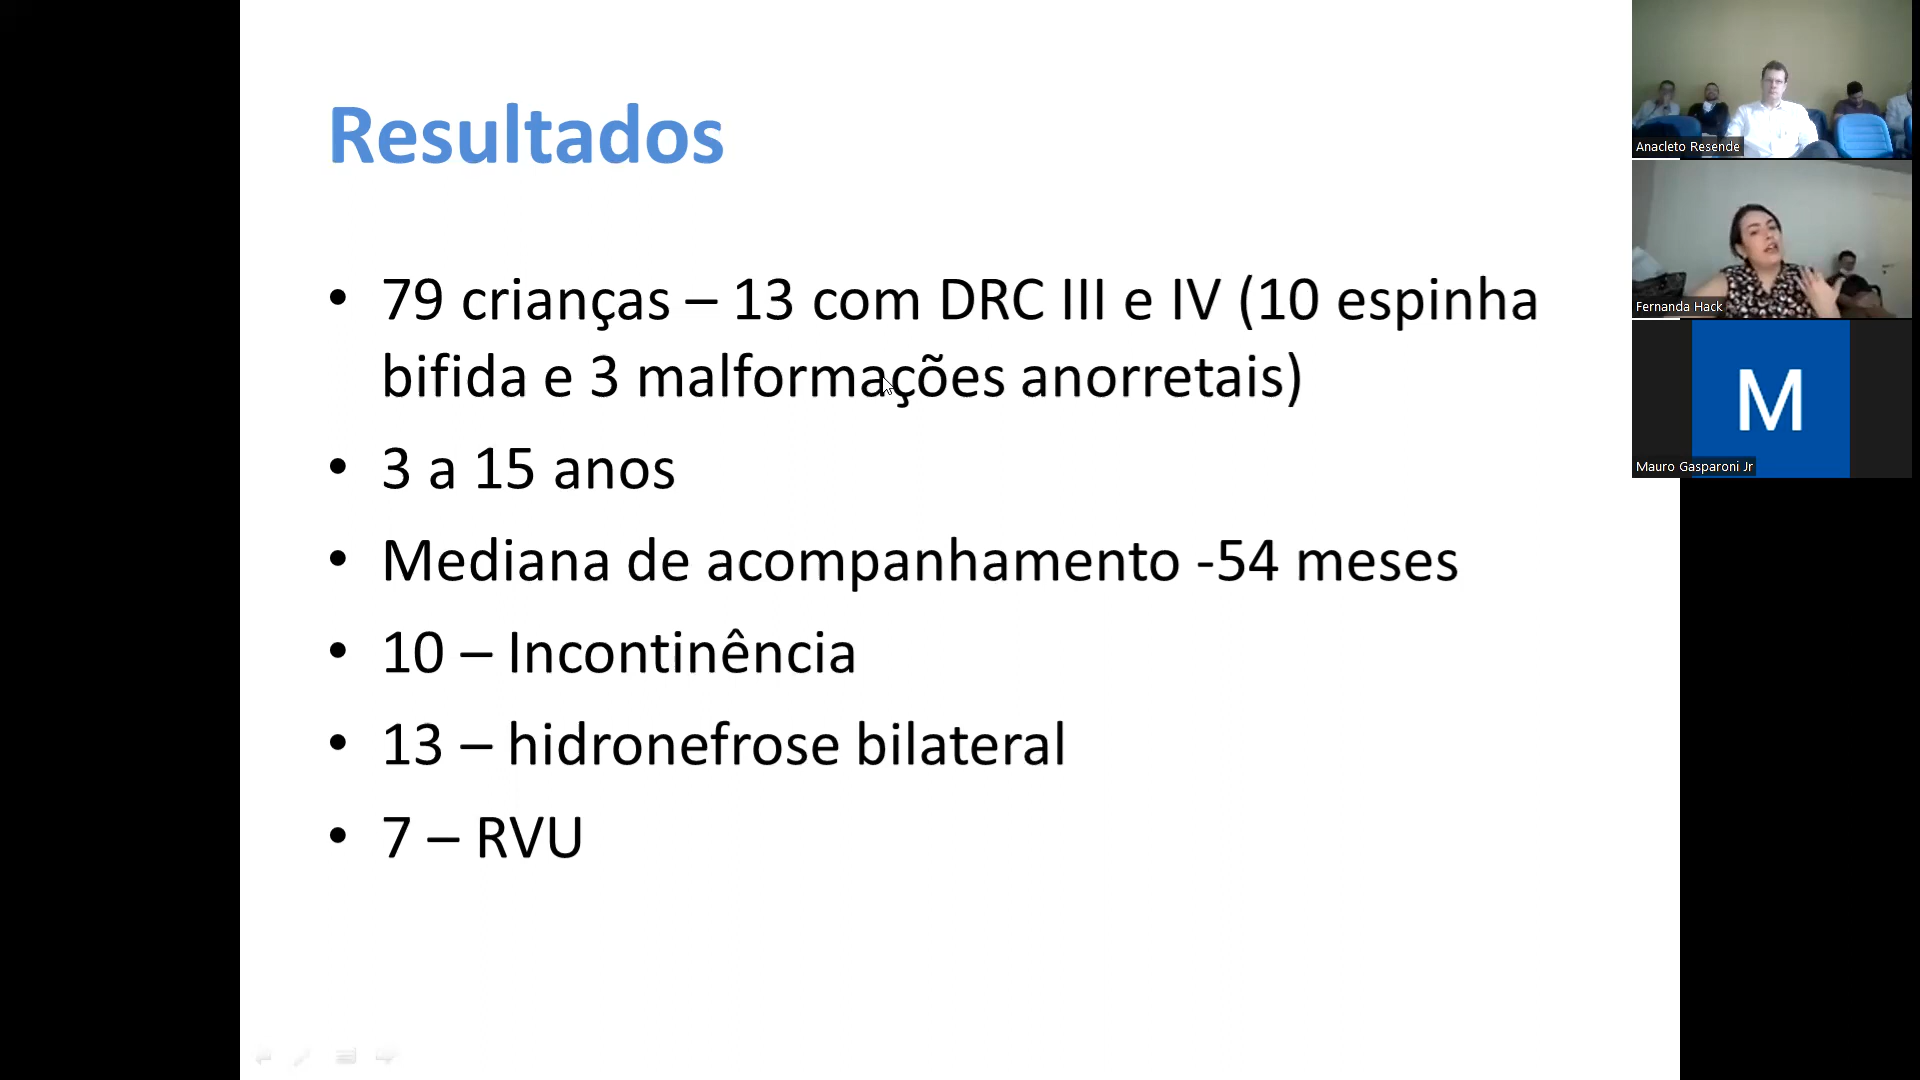 Resultados
• 79 crianças – 13 com DRC III e IV (10 espinha
bifida e 3 malformações anorretais)
• 3 a 15 anos
• Mediana de acompanhamento -54 meses
• 10 – Incontinência
• 13 – hidronefrose bilateral
• 7 – RVU
Anacleto Resende
Fernanda Hack
M
Mauro Gasparoni Jr